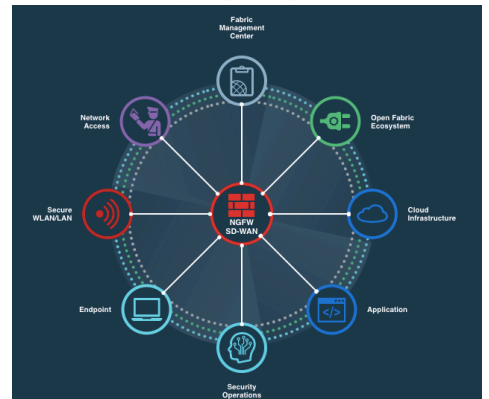 Fabric
Management
Center
Network
Access
Open Fabric
Ecosystem
Secure
WLAN/LAN
NGFW
SD-WAN
Cloud
Infrastructure
Endpoint
</>
Application
Security
Operations